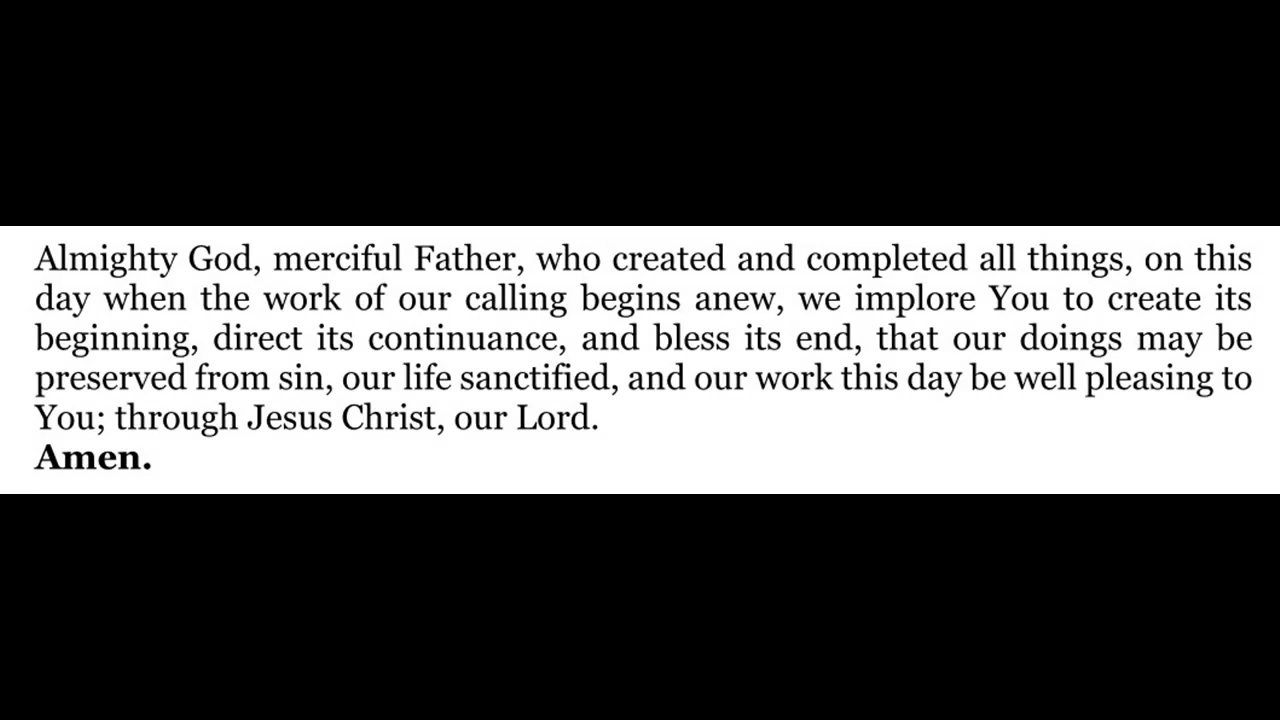 Almighty God, merciful Father, who created and completed all things, on this
day when the work of our calling begins anew, we implore You to create its
beginning, direct its continuance, and bless its end, that our doings may be
preserved from sin, our life sanctified, and our work this day be well pleasing to
You; through Jesus Christ, our Lord.
Amen.